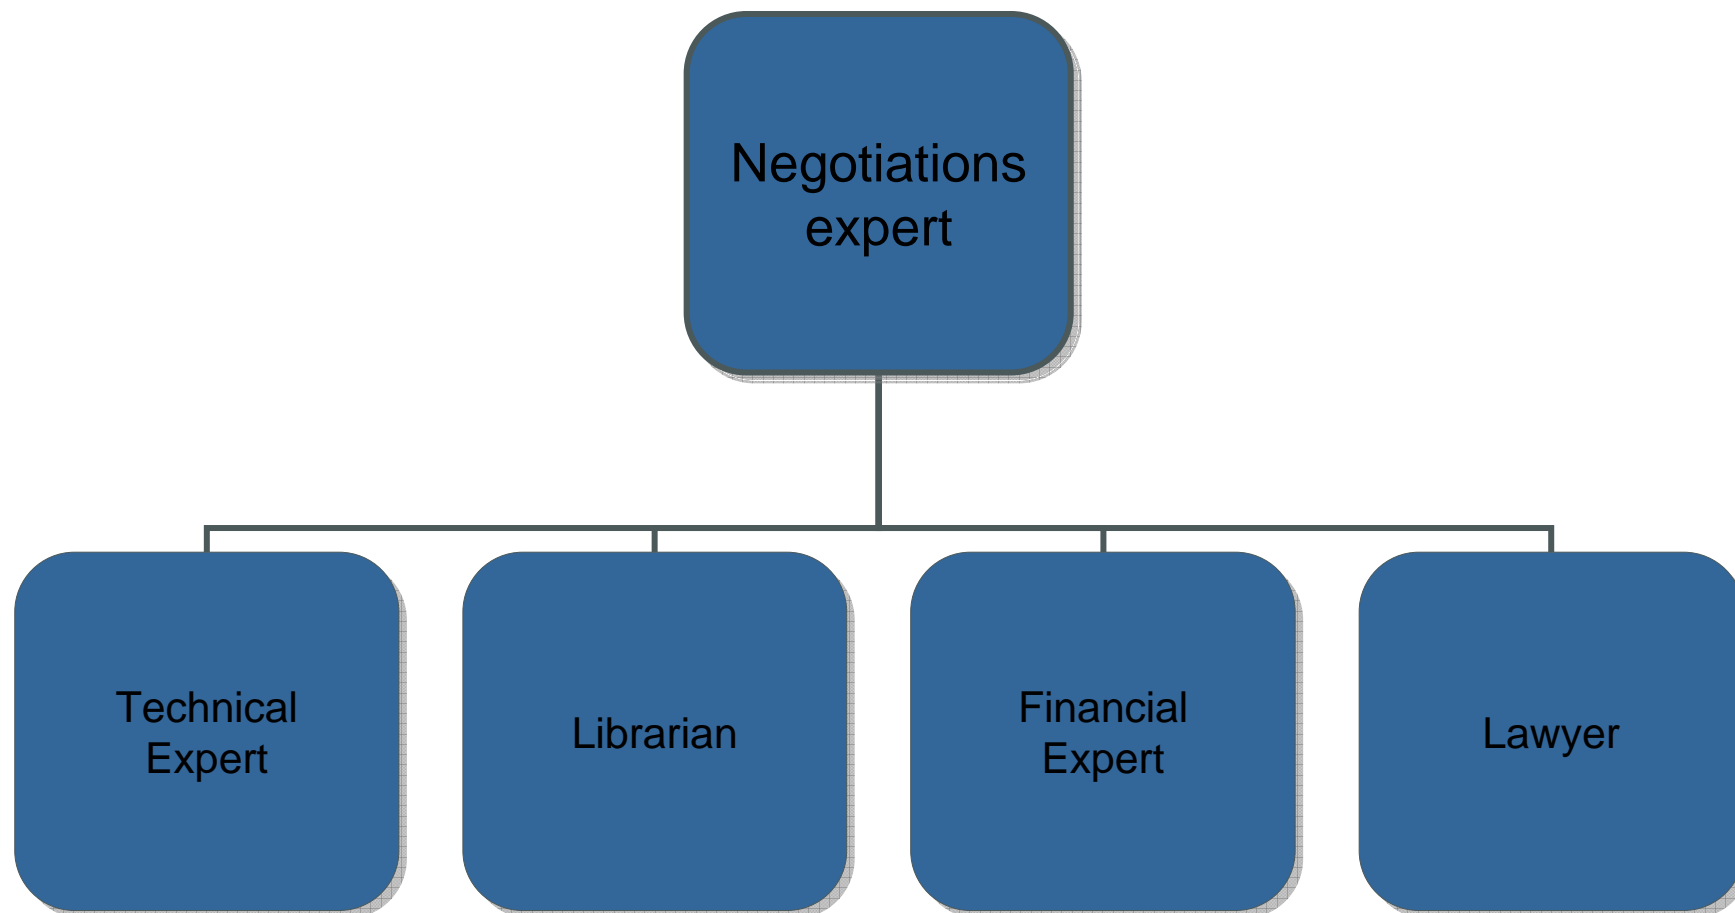 Negotiations
expert
Technical
Expert
Librarian
Financial
Expert
Lawyer